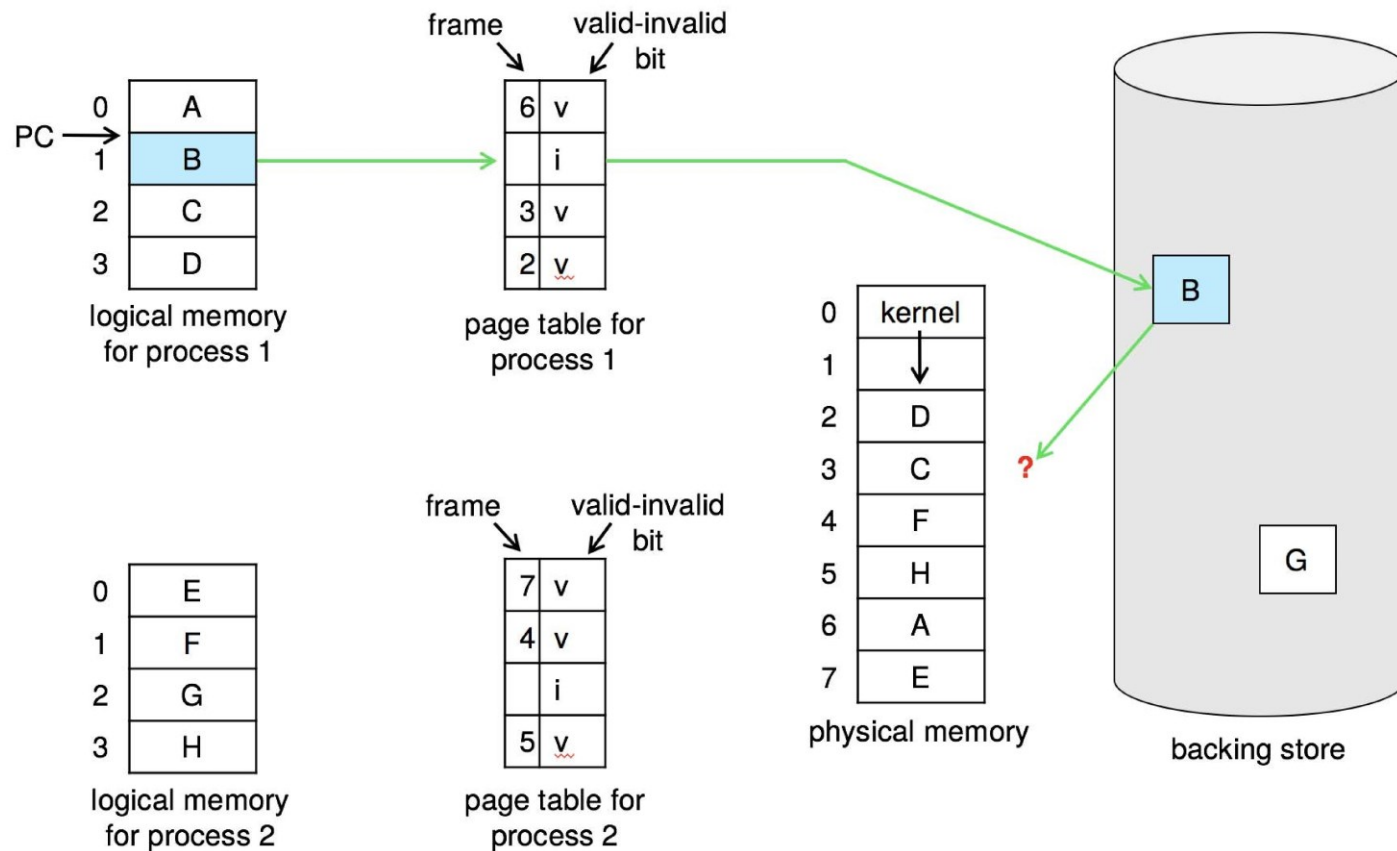 frame
valid-invalid
bit
PC
0 A
1 B
2 C
3 D
logical memory
for process 1
6 v
i
3 v
2 v
page table for
process 1
0 kernel
1
2 D
3 C
4 F
5 H
6 A
7 E
physical memory
?
B
G
backing store
frame
valid-invalid
bit
0 E
1 F
2 G
3 H
logical memory
for process 2
7 v
4 v
i
5 v
page table for
process 2